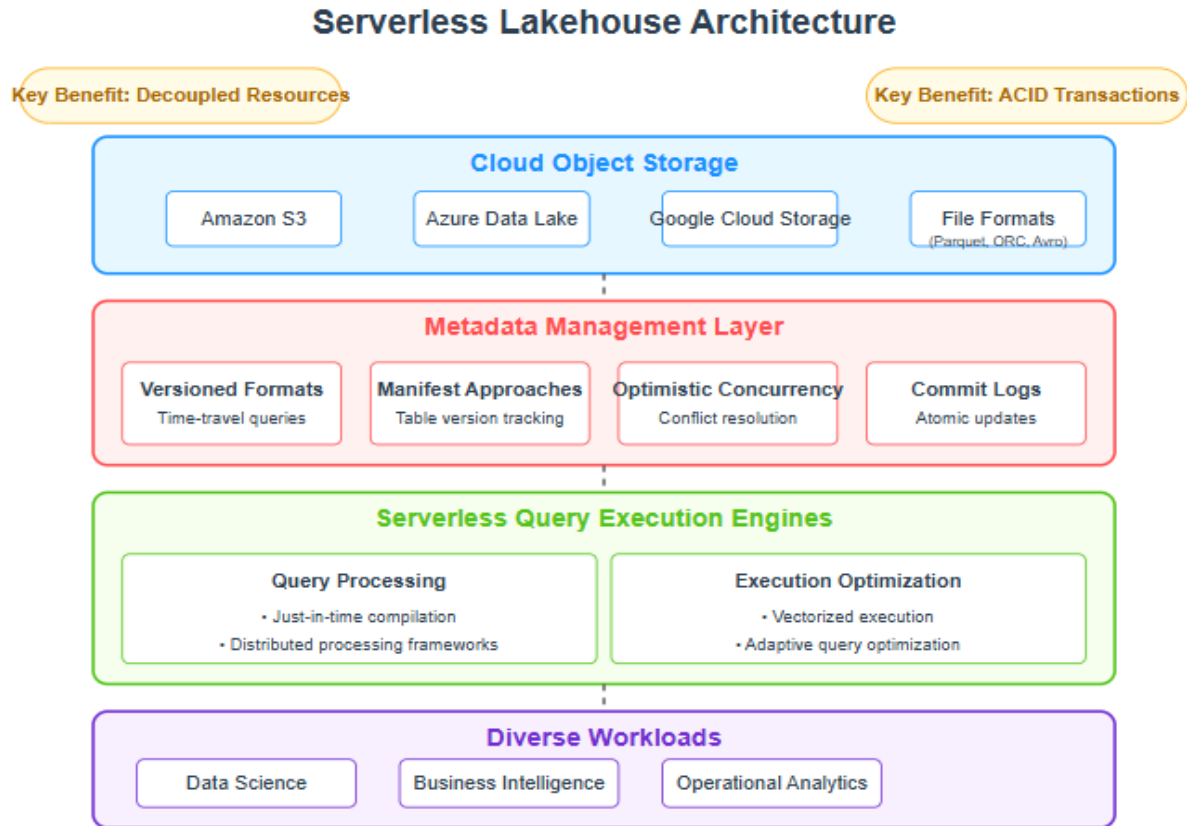 Serverless Lakehouse Architecture
Key Benefit: Decoupled Resources
Key Benefit: ACID Transactions
Cloud Object Storage
Amazon S3
Azure Data Lake
Google Cloud Storage
File Formats
(Parquet, ORC, Avro)
Metadata Management Layer
Versioned Formats
Time-travel queries
Manifest Approaches
Table version tracking
Optimistic Concurrency
Conflict resolution
Commit Logs
Atomic updates
Serverless Query Execution Engines
Query Processing
• Just-in-time compilation
• Distributed processing frameworks
Execution Optimization
• Vectorized execution
• Adaptive query optimization
Diverse Workloads
Data Science
Business Intelligence
Operational Analytics